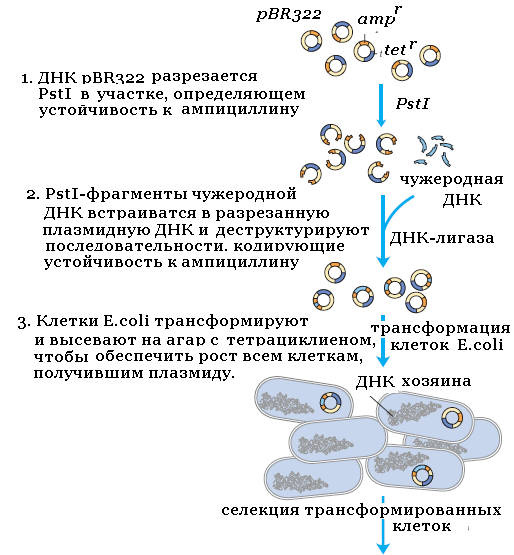 pBR322
amp r
tet r
1. ДНК pBR322 разрезается
PstI в участке, определяющем
устойчивость к ампициллину
PstI
чужеродная
ДНК
2. PstI-фрагменты чужеродной
ДНК встраиватся в разрезанную
плазмидную ДНК и деструктурируют
последовательности, кодирующие
устойчивость к ампициллину
ДНК-лигаза
3. Клетки E.coli трансформируют
и высевают на агар с тетрациклиеном,
чтобы обеспечить рост всем клеткам,
получившим плазмиду.
трансформация
клеток E.coli
ДНК хозяина
селекция трансформированных
клеток